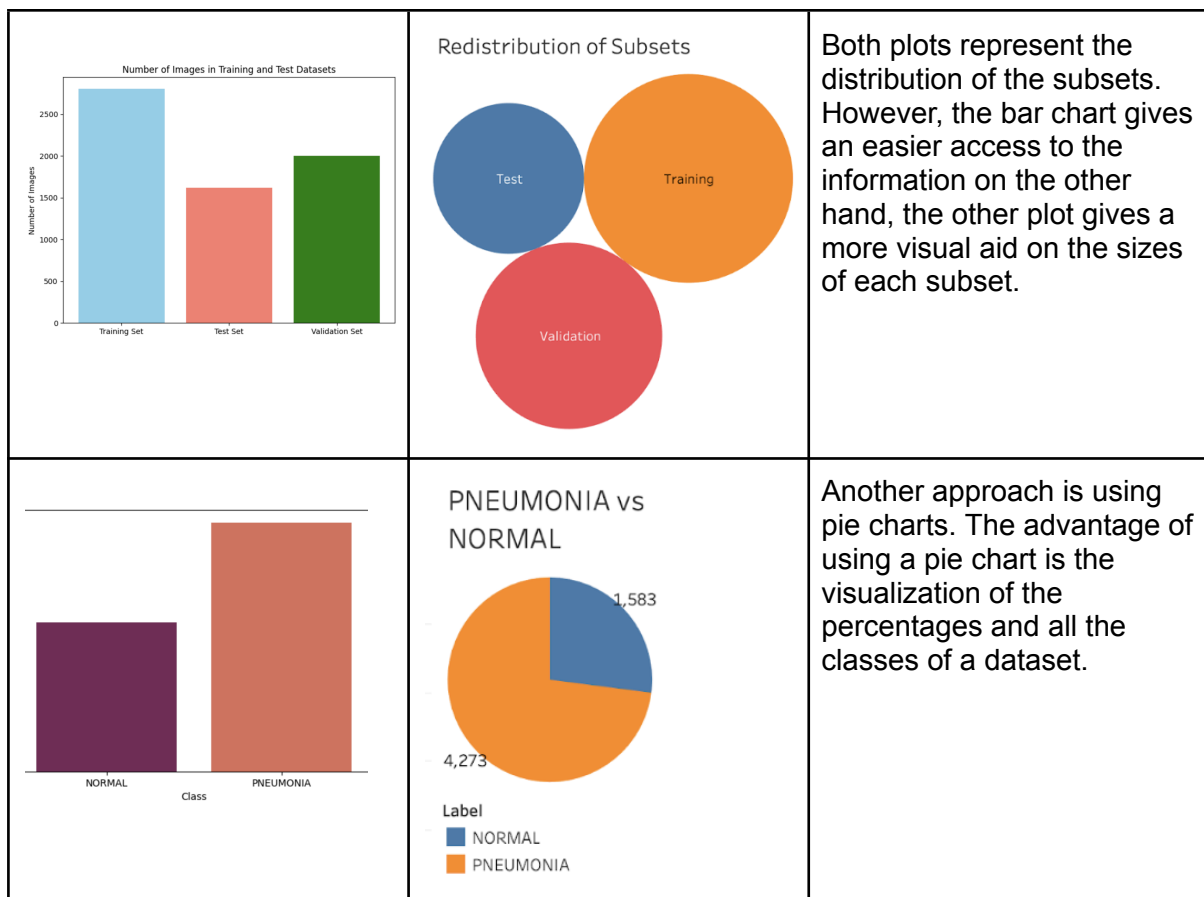 Number of Images in Training and Test Datasets
Number of Images
2500
2000
1500
1000
500
0
Training Set
Test Set
Validation Set
Redistribution of Subsets
Test
Training
Validation
Both plots represent the
distribution of the subsets.
However, the bar chart gives
an easier access to the
information on the other
hand, the other plot gives a
more visual aid on the sizes
of each subset.
NORMAL
PNEUMONIA
Class
PNEUMONIA vs
NORMAL
1,583
4,273
Label
NORMAL
PNEUMONIA
Another approach is using
pie charts. The advantage of
using a pie chart is the
visualization of the
percentages and all the
classes of a dataset.